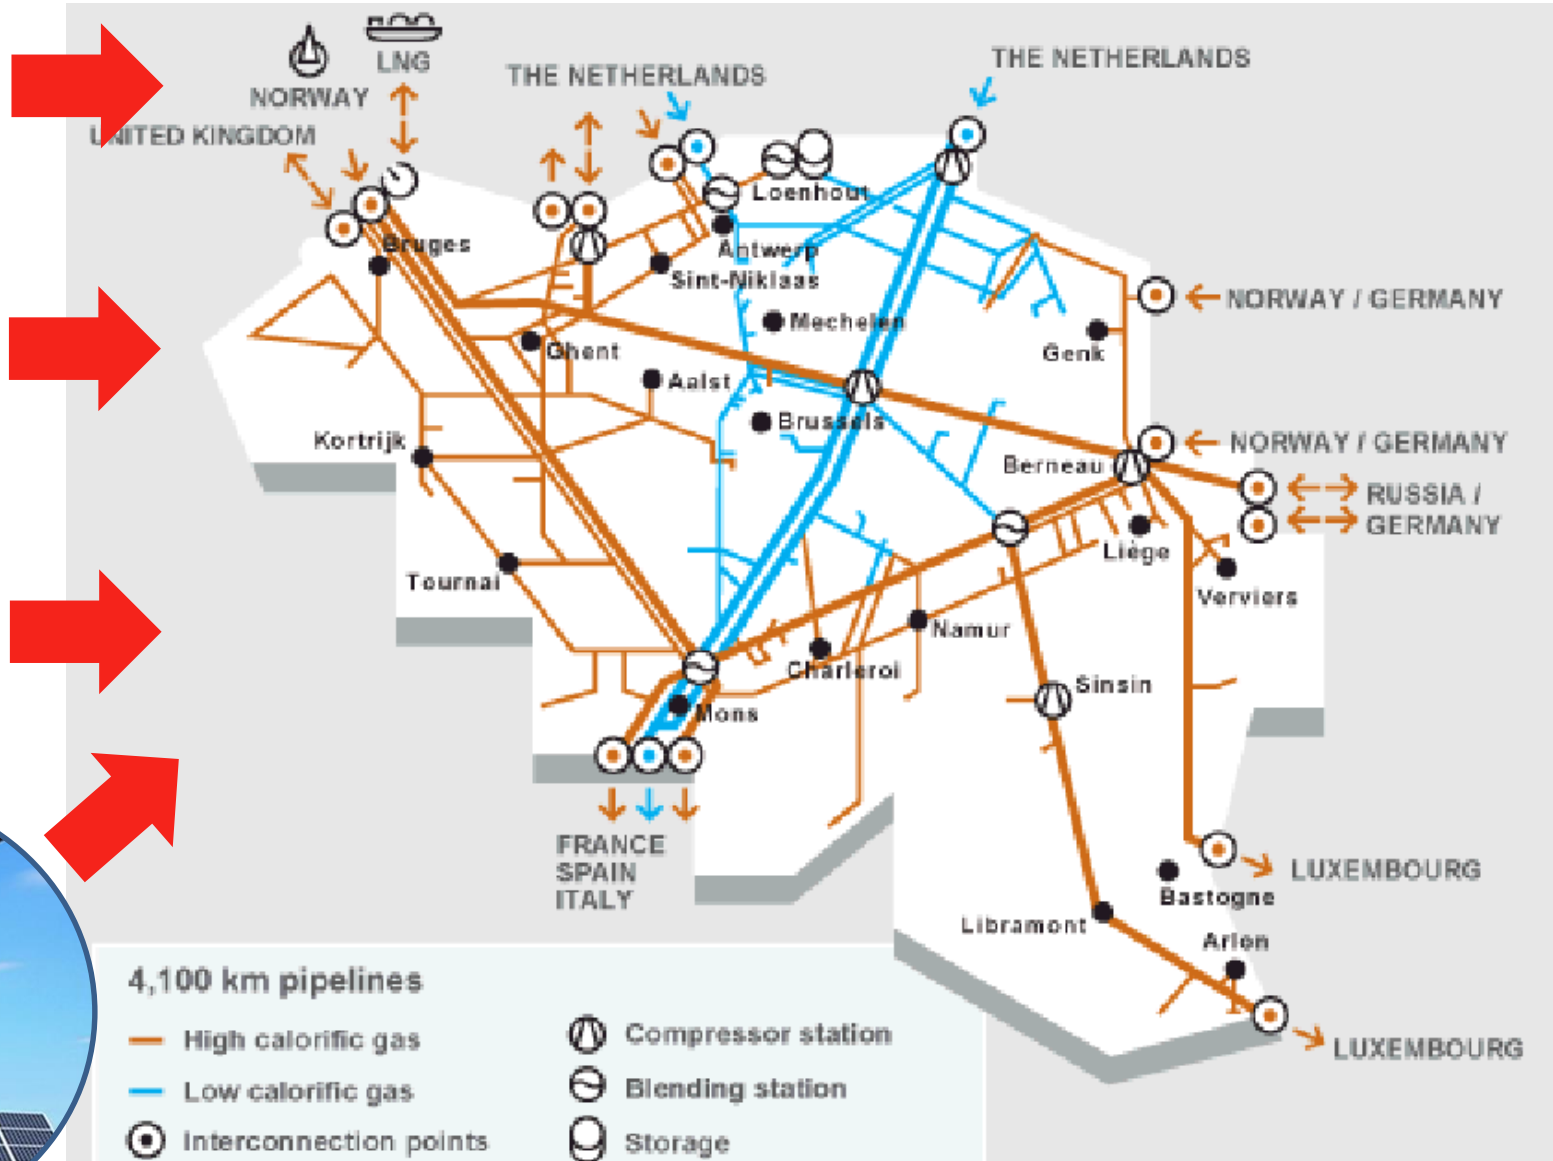 LNG
NORWAY
UNITED KINGDOM
THE NETHERLANDS
THE NETHERLANDS
Loenhout
Bruges
Antwerp
Sint-Niklaas
NORWAY / GERMANY
Mechelen
Ghent
Genk
Aalst
Brussels
Kortrijk
NORWAY / GERMANY
Berneau
RUSSIA /
GERMANY
Liège
Tournai
Verviers
Namur
Charleroi
Sinsin
Mons
FRANCE
SPAIN
ITALY
LUXEMBOURG
Bastogne
Libramont
Arlon
LUXEMBOURG
4,100 km pipelines
High calorific gas
Low calorific gas
Interconnection points
Compressor station
Blending station
Storage